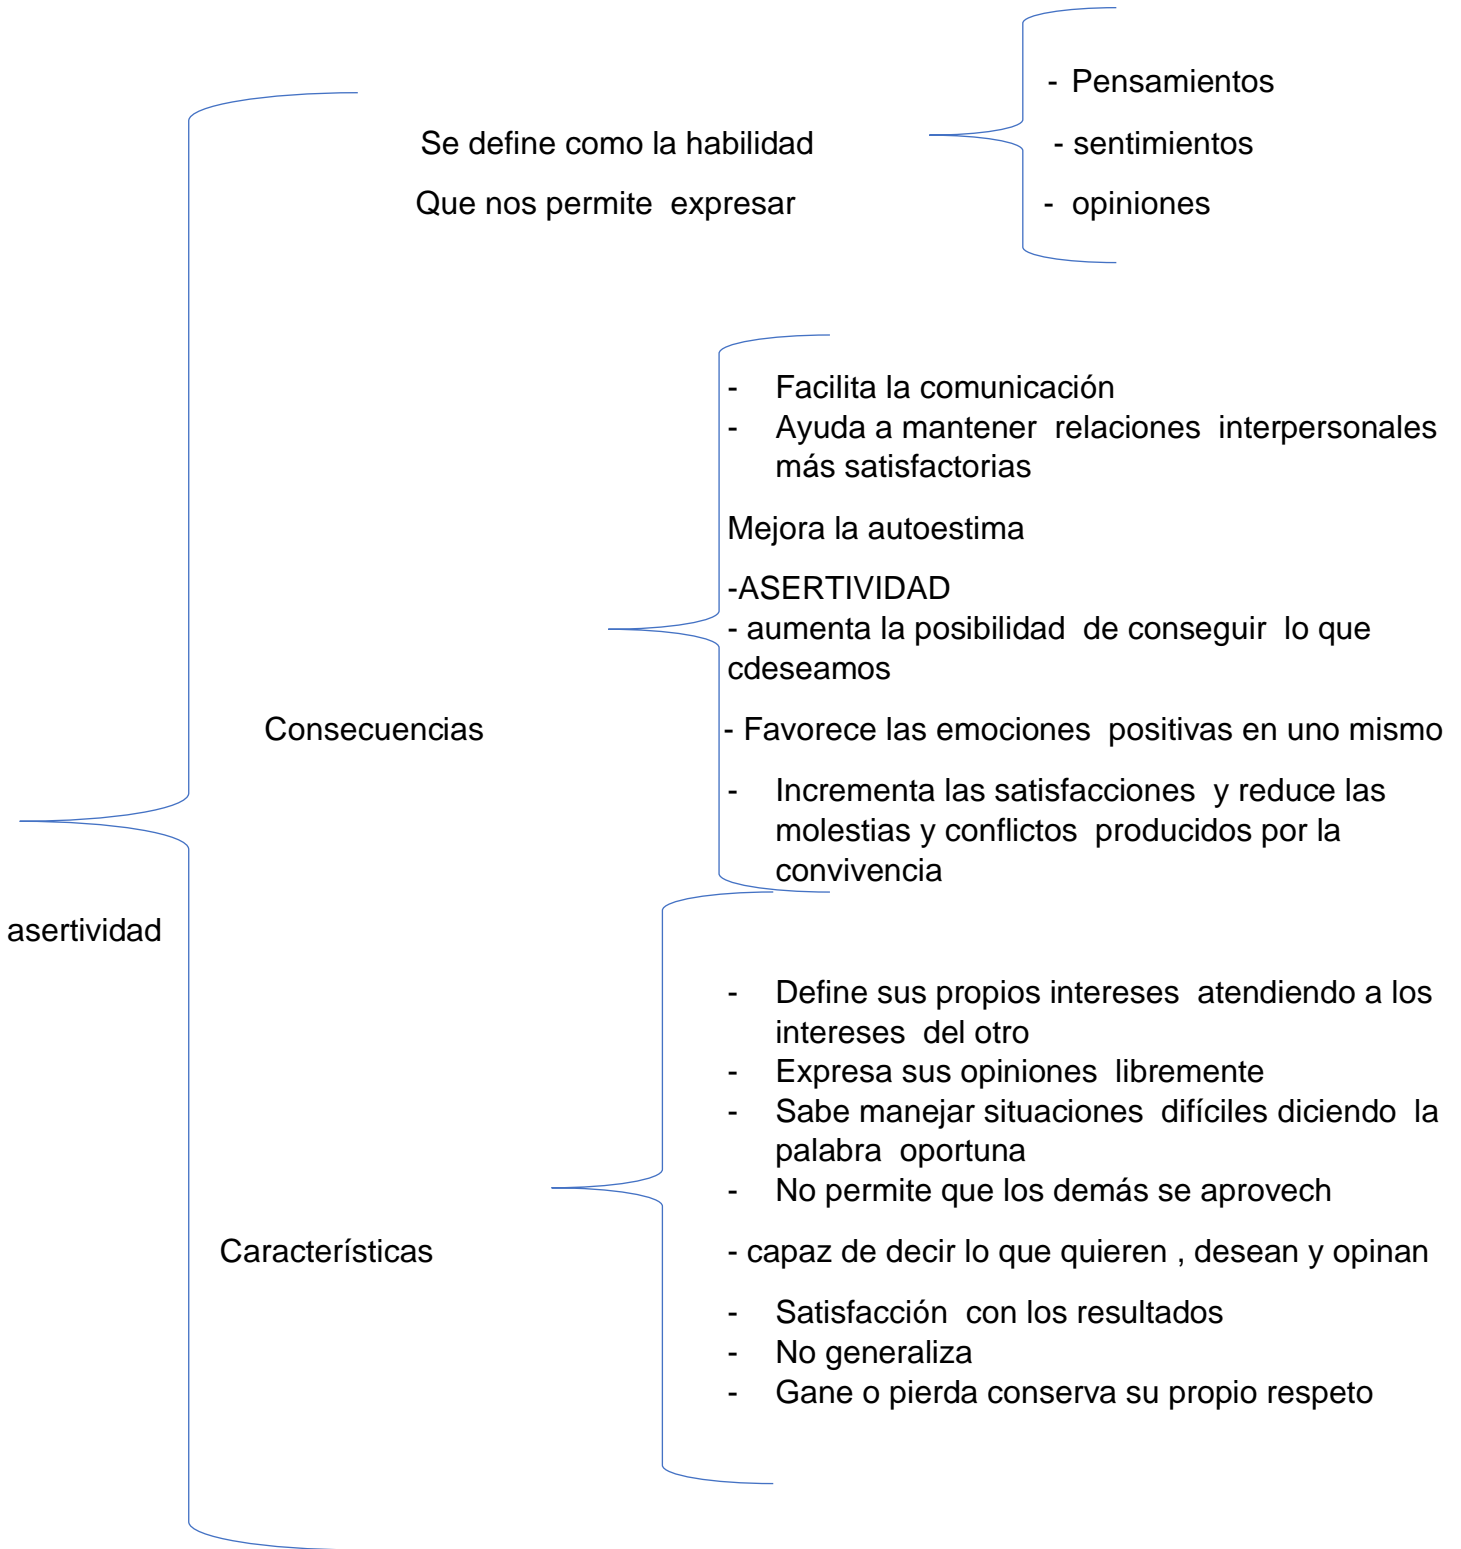 - Pensamientos
Se define como la habilidad - sentimientos
Que nos permite expresar - opiniones
- Facilita la comunicación
- Ayuda a mantener relaciones interpersonales
más satisfactorias
Mejora la autoestima
-ASERTIVIDAD
- aumenta la posibilidad de conseguir lo que
cdeseamos
Consecuencias - Favorece las emociones positivas en uno mismo
- Incrementa las satisfacciones y reduce las
molestias y conflictos producidos por la
convivencia
asertividad
- Define sus propios intereses atendiendo a los
intereses del otro
- Expresa sus opiniones libremente
- Sabe manejar situaciones difíciles diciendo la
palabra oportuna
- No permite que los demás se aprovech
Características - capaz de decir lo que quieren , desean y opinan
- Satisfacción con los resultados
- No generaliza
- Gane o pierda conserva su propio respeto